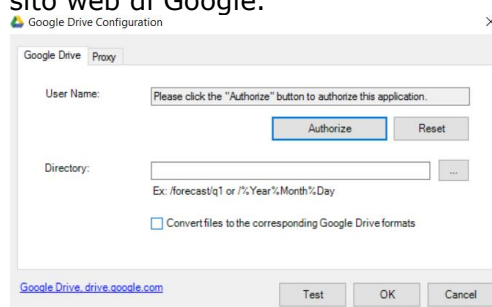 sito web di Google.
Google Drive Configuration
Google Drive Proxy
User Name: Please click the "Authorize" button to authorize this application.
Authorize Reset
Directory: ...
Ex: /forecast/q1 or /%Year%Month%Day
Convert files to the corresponding Google Drive formats
Google Drive, drive.google.com Test OK Cancel